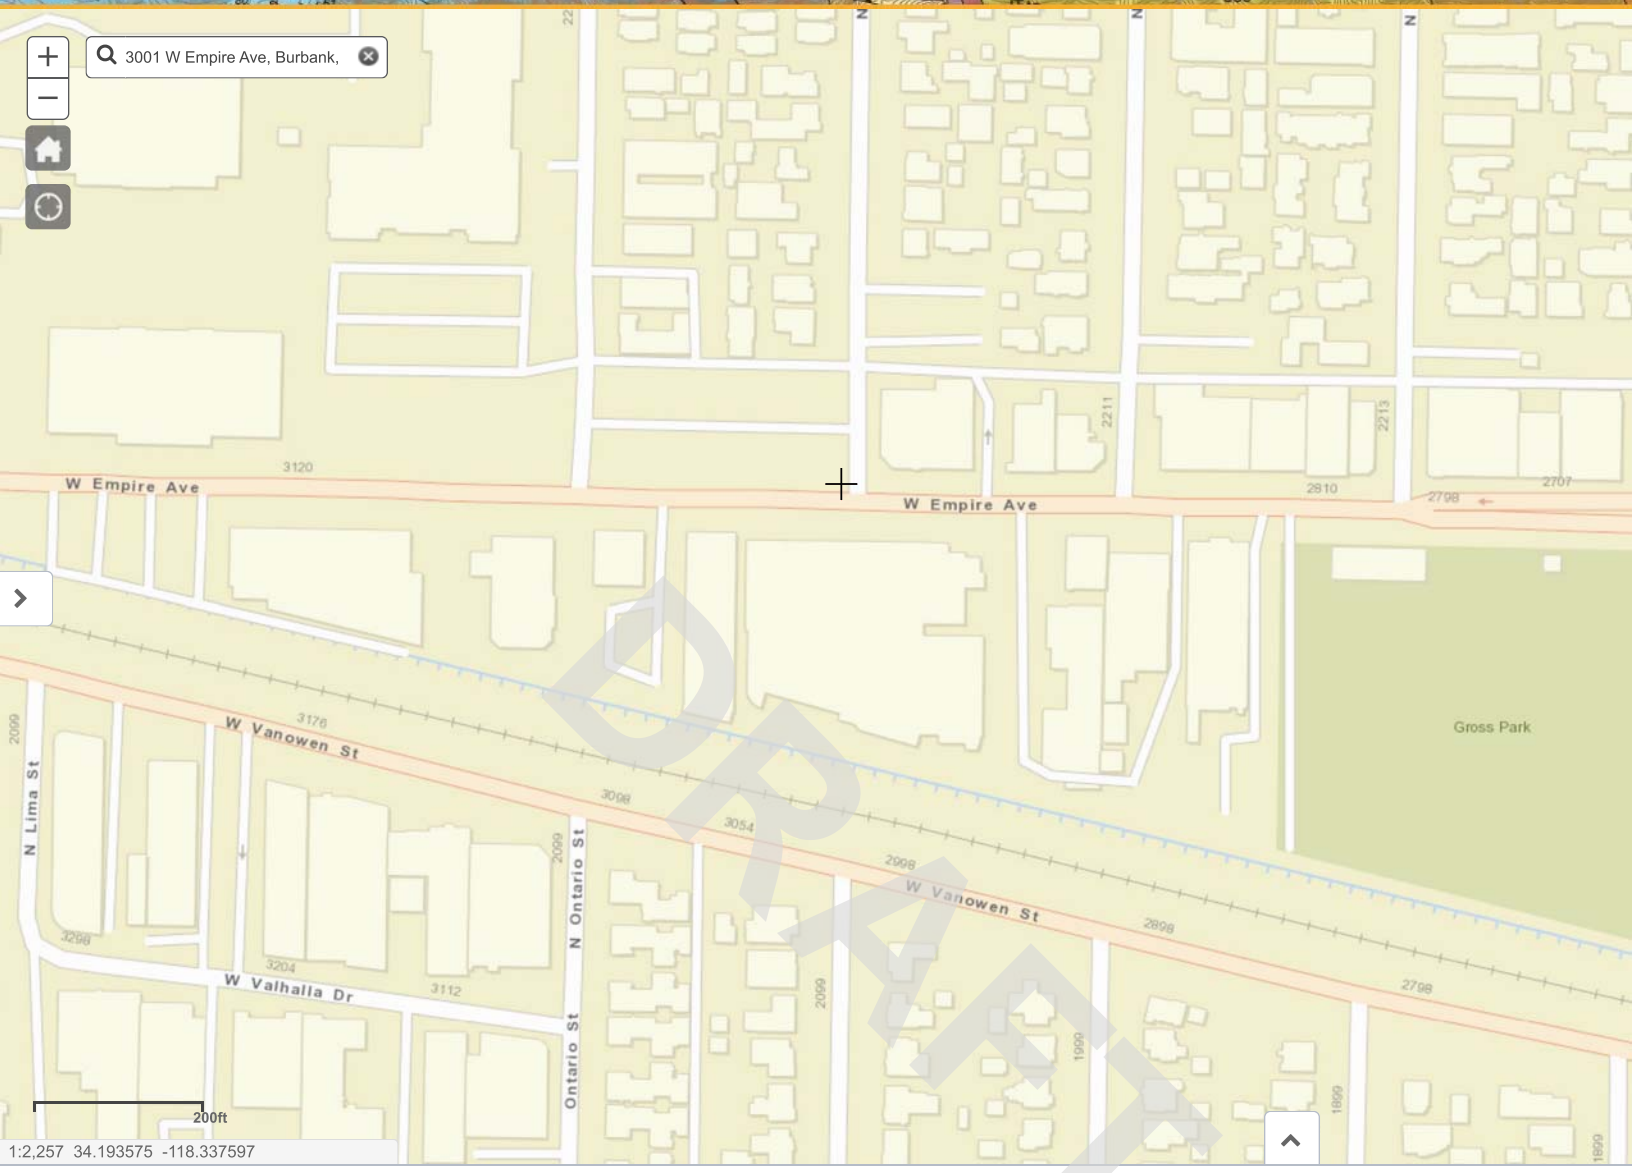 22
N
N
N
3001 W Empire Ave, Burbank,
2211
2213
3120
W Empire Ave
W Empire Ave
2810
2798
2707
Gross Park
2099
N Lima St
3176
W Vanowen St
3098
3054
2998
W Vanowen St
2898
2798
2099
N Ontario St
3298
3204
W Valhalla Dr
3112
Ontario St
2099
1999
1899
1899
DRAFT
200ft
1:2,257 34.193575 -118.337597